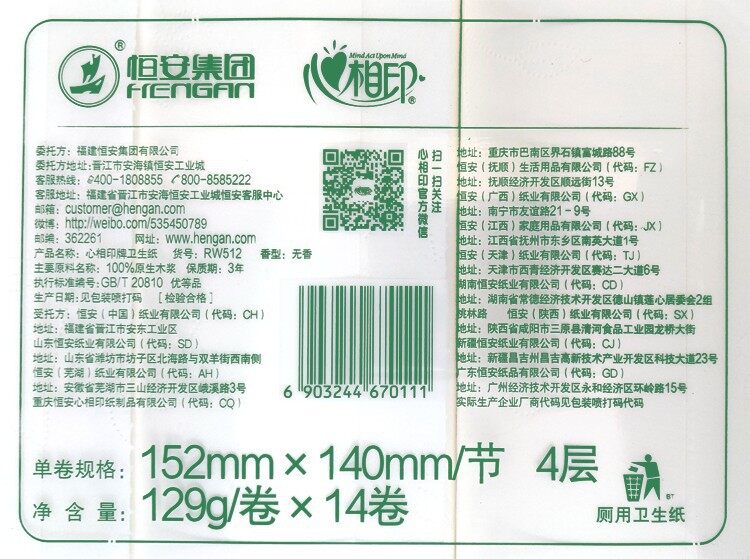 恒安集团
HENGAN
Mind Act Upon Mind
心相印
委托方：福建恒安集团有限公司
委托方地址:晋江市安海镇恒安工业城
客服热线：400-1808855 800-8585222
客服地址：福建省晋江市安海恒安工业城恒安客服中心
邮箱：customer@hengan.com
微博：http://weibo.com/535450789
邮编：362261 网址：www.hengan.com
产品名称：心相印牌卫生纸 货号：RW512 香型：无香
主要原料名称：100%原生木浆 保质期：3年
执行标准编号:GB/T 20810 优等品
生产日期:见包装喷打码 [检验合格]
受托方：恒安（中国）纸业有限公司（代码：CH）
地址：福建省晋江市安东工业区
山东恒安纸业有限公司（代码：SD）
地址：山东省潍坊市坊子区北海路与双羊街西南侧
恒安（芜湖）纸业有限公司（代码：AH）
地址：安徽省芜湖市三山经济开发区峨溪路3号
重庆恒安心相印纸制品有限公司（代码：CQ）
扫一扫关注
心相印官方微信
6 903244 670111
地址：重庆市巴南区界石镇富城路88号
恒安（抚顺）生活用品有限公司（代码：FZ）
地址：抚顺经济开发区顺远街13号
恒安（广西）纸业有限公司（代码：GX）
地址：南宁市友谊路21-9号
恒安（江西）家庭用品有限公司（代码：JX）
地址：江西省抚州市东乡区南英大道1号
恒安（天津）纸业有限公司（代码：TJ）
地址：天津市西青经济开发区赛达二大道6号
湖南恒安纸业有限公司（代码：CD）
地址：湖南省常德经济技术开发区德山镇莲心居委会2组
桃林路 恒安（陕西）纸业有限公司（代码：SX）
地址：陕西省咸阳市三原县清河食品工业园龙桥大街
新疆恒安纸业有限公司（代码：CJ）
地址：新疆昌吉州昌吉高新技术产业开发区科技大道23号
广东恒安纸品有限公司（代码：GD）
地址：广州经济技术开发区永和经济区环岭路15号
实际生产企业厂商代码见包装喷打码代码
单卷规格：152mm×140mm/节 4层
净含量：129g/卷×14卷
BT
厕用卫生纸